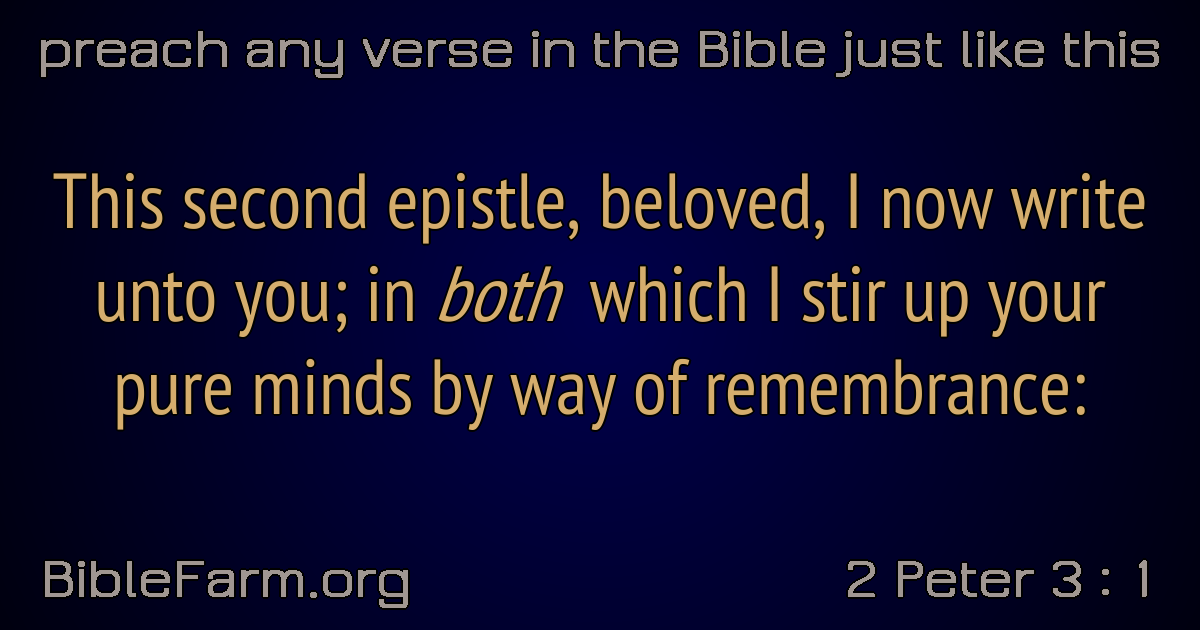 preach any verse in the Bible just like this
This second epistle, beloved, I now write
unto you; in both which I stir up your
pure minds by way of remembrance:
BibleFarm.org
2 Peter 3 : 1